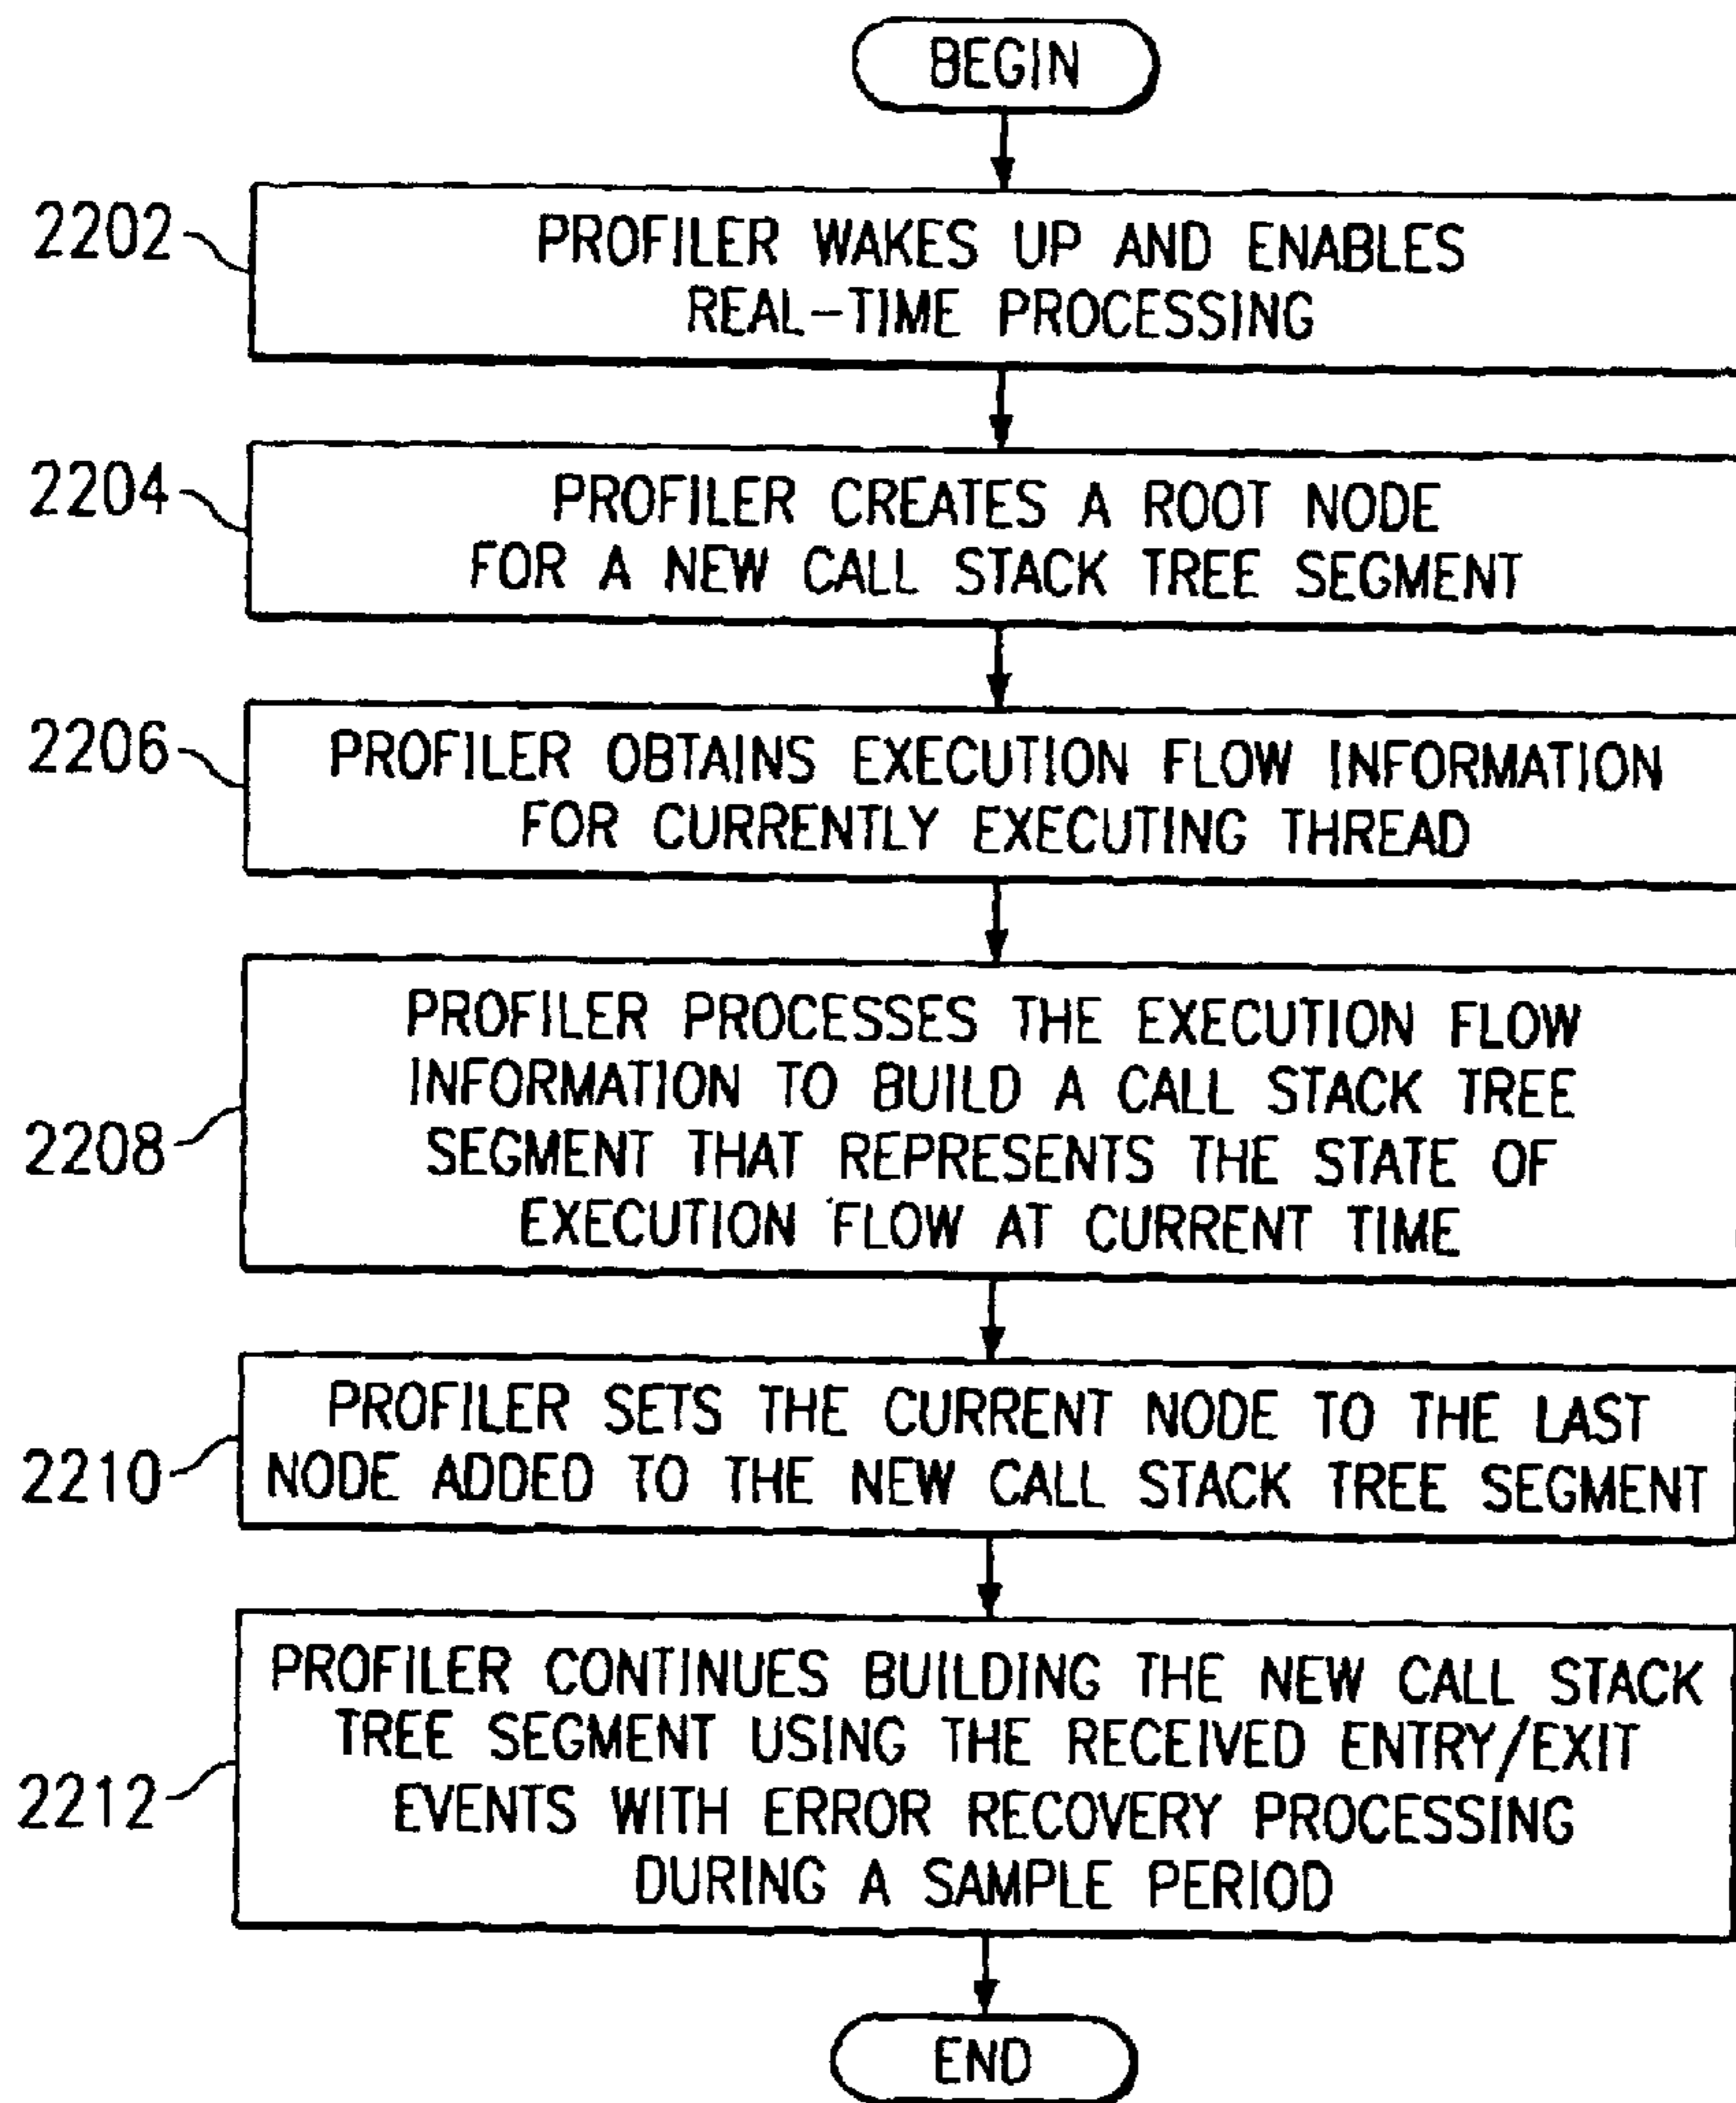 BEGIN
2202
PROFILER WAKES UP AND ENABLES
REAL-TIME PROCESSING
2204
PROFILER CREATES A ROOT NODE
FOR A NEW CALL STACK TREE SEGMENT
2206
PROFILER OBTAINS EXECUTION FLOW INFORMATION
FOR CURRENTLY EXECUTING THREAD
2208
PROFILER PROCESSES THE EXECUTION FLOW
INFORMATION TO BUILD A CALL STACK TREE
SEGMENT THAT REPRESENTS THE STATE OF
EXECUTION FLOW AT CURRENT TIME
2210
PROFILER SETS THE CURRENT NODE TO THE LAST
NODE ADDED TO THE NEW CALL STACK TREE SEGMENT
2212
PROFILER CONTINUES BUILDING THE NEW CALL STACK
TREE SEGMENT USING THE RECEIVED ENTRY/EXIT
EVENTS WITH ERROR RECOVERY PROCESSING
DURING A SAMPLE PERIOD
END